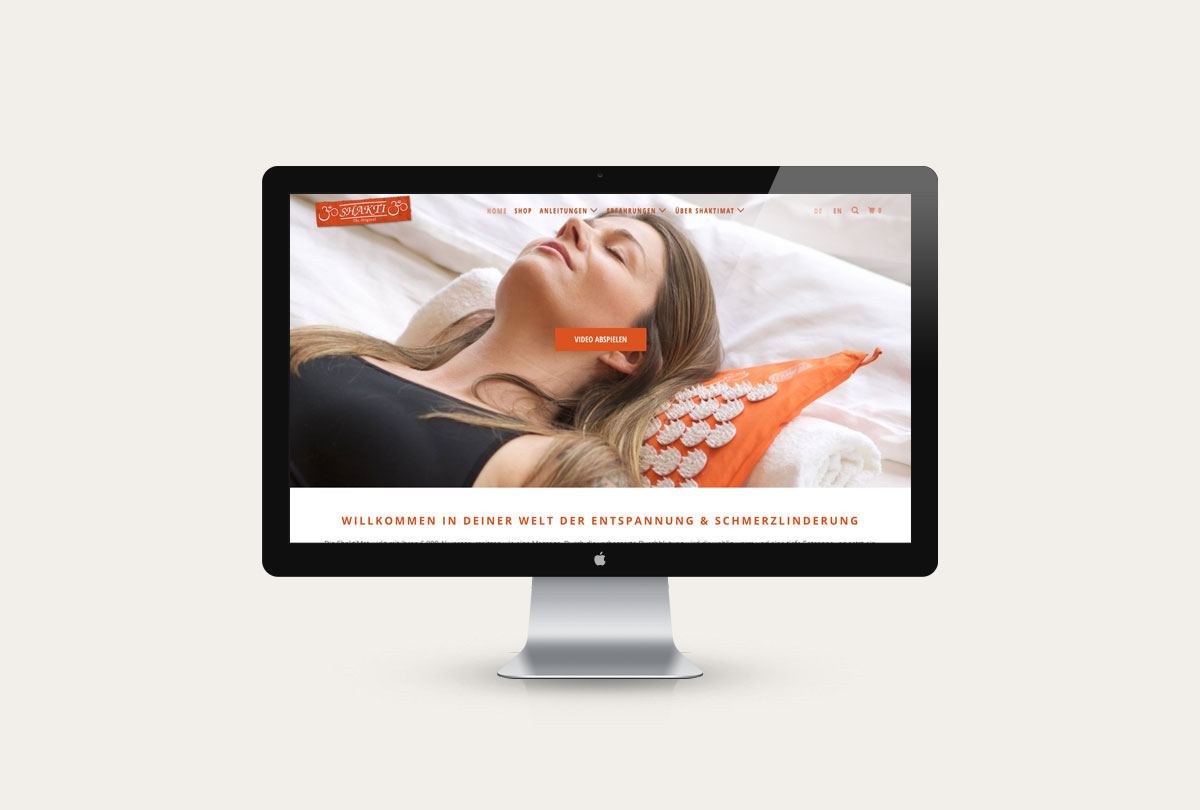 SHAKTI
The Original
HOME SHOP ANLEITUNGEN ERFAHRUNGEN ÜBER SHAKTIMAT DE EN 0
VIDEO ABSPIELEN
WILLKOMMEN IN DEINER WELT DER ENTSPANNUNG & SCHMERZLINDERUNG